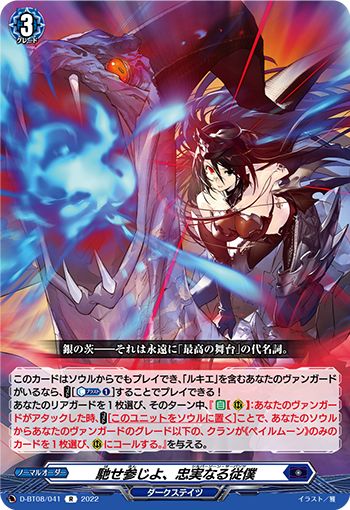 3
グレード
銀の茨――それは永遠に「最高の舞台」の代名詞。
このカードはソウルからでもプレイでき、「ルキエ」を含むあなたのヴァンガード
がいるなら、【コスト】【カウンターブラスト1】することでプレイできる!
あなたのリアガードを1枚選び、そのターン中、『【自】【(R)】:あなたのヴァンガー
ドがアタックした時、【コスト】[このユニットをソウルに置く]ことで、あなたのソウル
からあなたのヴァンガードのグレード以下の、クランが《ペイルムーン》のみの
カードを1枚選び、(R)にコールする。』を与える。
ノーマルオーダー
馳せ参じよ、忠実なる従僕
ダークステイツ
D-BT08/041 R 2022
イラスト/獲